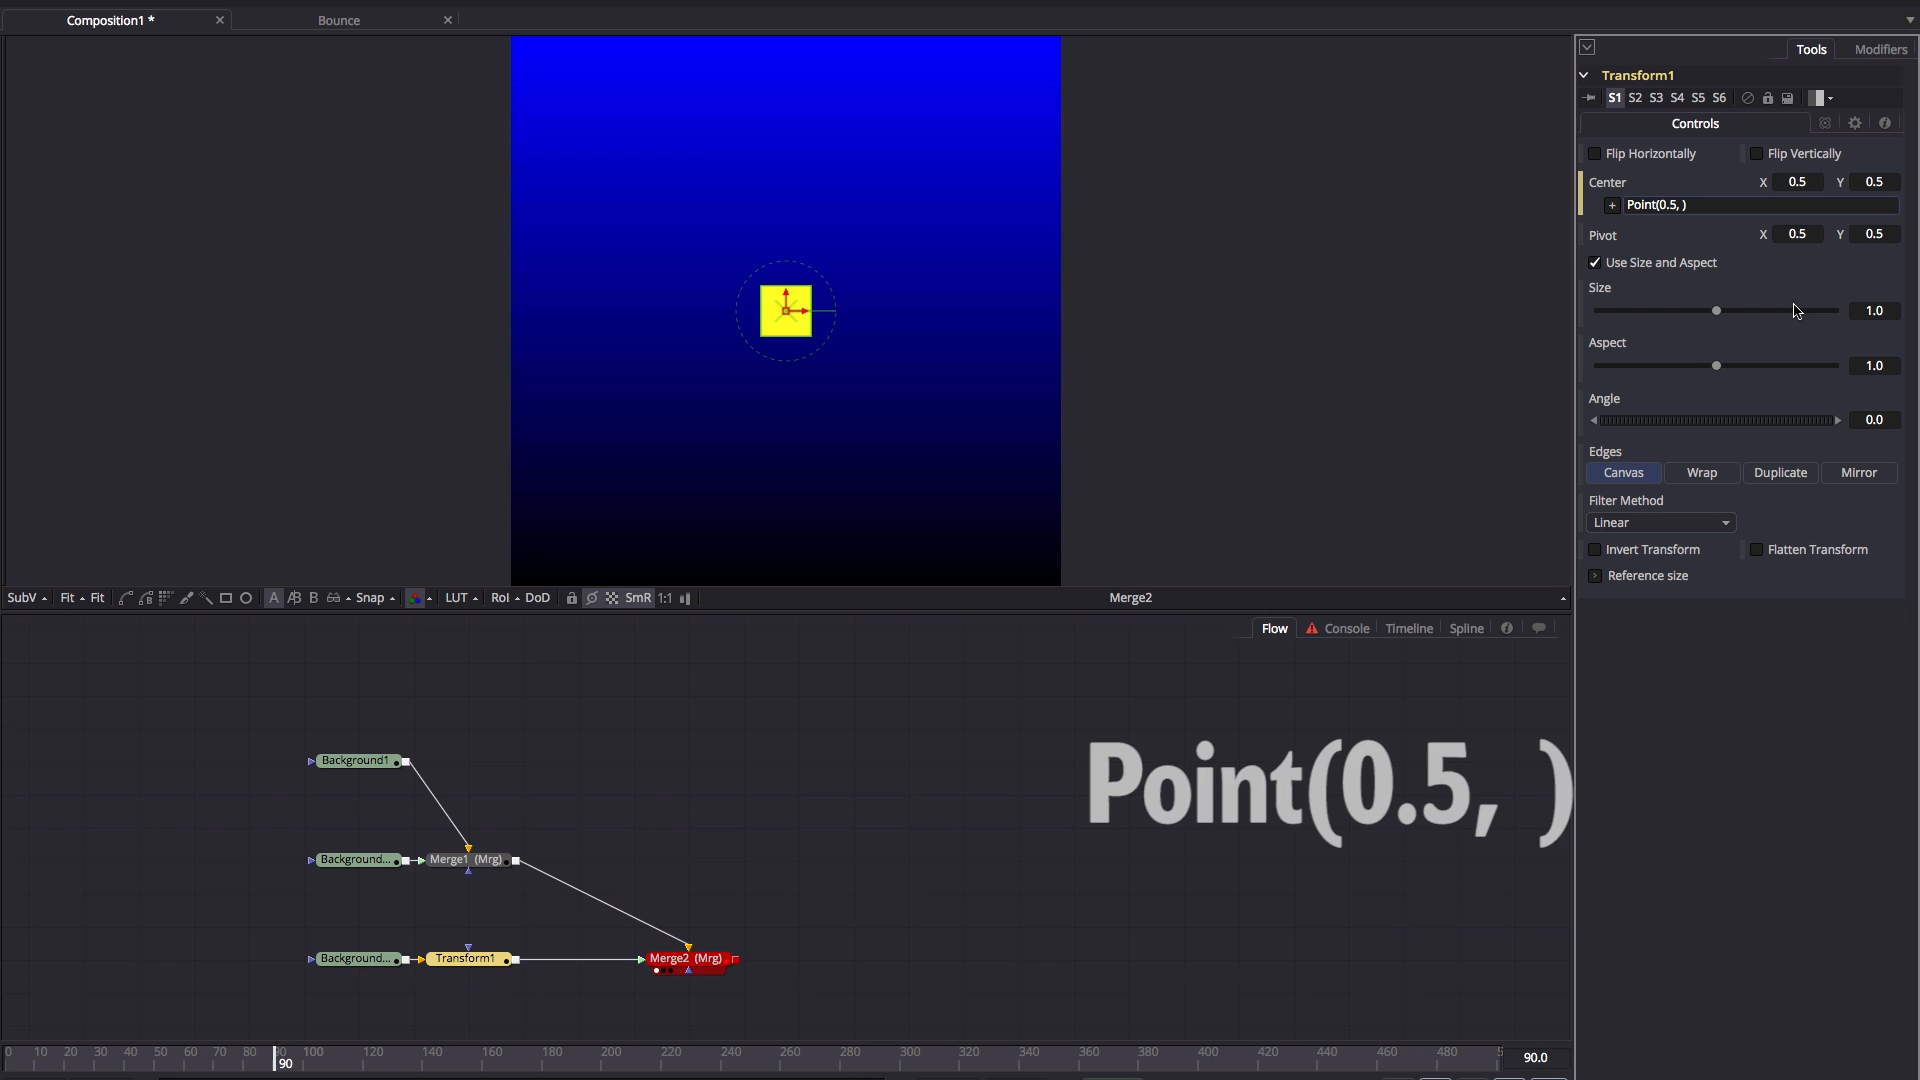 Composition1 *
Bounce
Tools Modifiers
Transform1
S1 S2 S3 S4 S5 S6
Controls
Flip Horizontally Flip Vertically
Center X 0.5 Y 0.5
+ Point(0.5, )
Pivot X 0.5 Y 0.5
Use Size and Aspect
Size
1.0
Aspect
1.0
Angle
0.0
Edges
Canvas Wrap Duplicate Mirror
Filter Method
Linear
Invert Transform Flatten Transform
Reference size
SubV Fit Fit A A/B B Snap LUT RoI DoD SmR 1:1 Merge2
Flow Console Timeline Spline
Point(0.5, )
Background1
Background... Merge1 (Mrg)
Background... Transform1 Merge2 (Mrg)
0 10 20 30 40 50 60 70 80 100 120 140 160 180 200 220 240 260 280 300 320 340 360 380 400 420 440 460 480
90
90.0